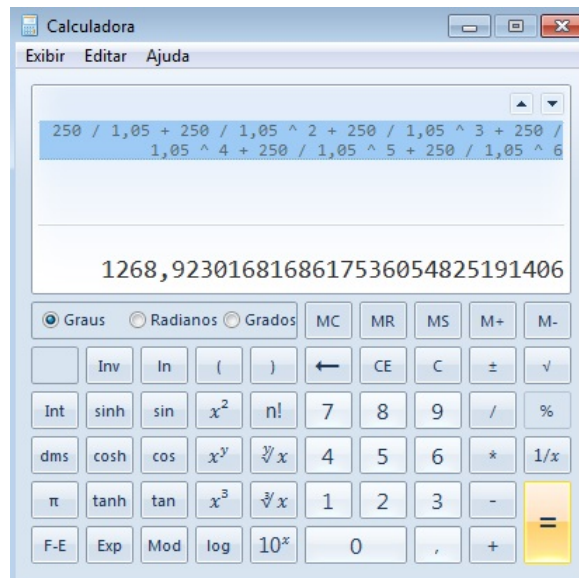 Calculadora
Exibir Editar Ajuda
250 / 1,05 + 250 / 1,05 ^ 2 + 250 / 1,05 ^ 3 + 250 /
1,05 ^ 4 + 250 / 1,05 ^ 5 + 250 / 1,05 ^ 6
1268,9230168168617536054825191406
Graus Radianos Grados MC MR MS M+ M-
Inv ln ( ) ← CE C ± √
Int sinh sin x² n! 7 8 9 / %
dms cosh cos xʸ ʸ√x 4 5 6 * 1/x
π tanh tan x³ ³√x 1 2 3 - =
F-E Exp Mod log 10ˣ 0 , +